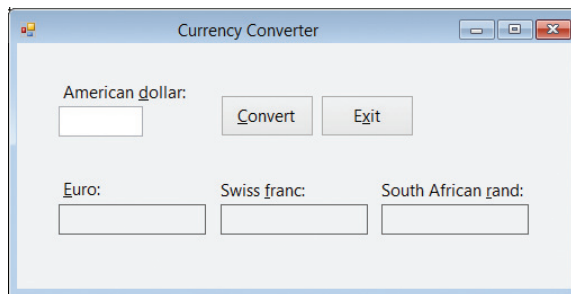 Currency Converter
American dollar:
Convert Exit
Euro: Swiss franc: South African rand: